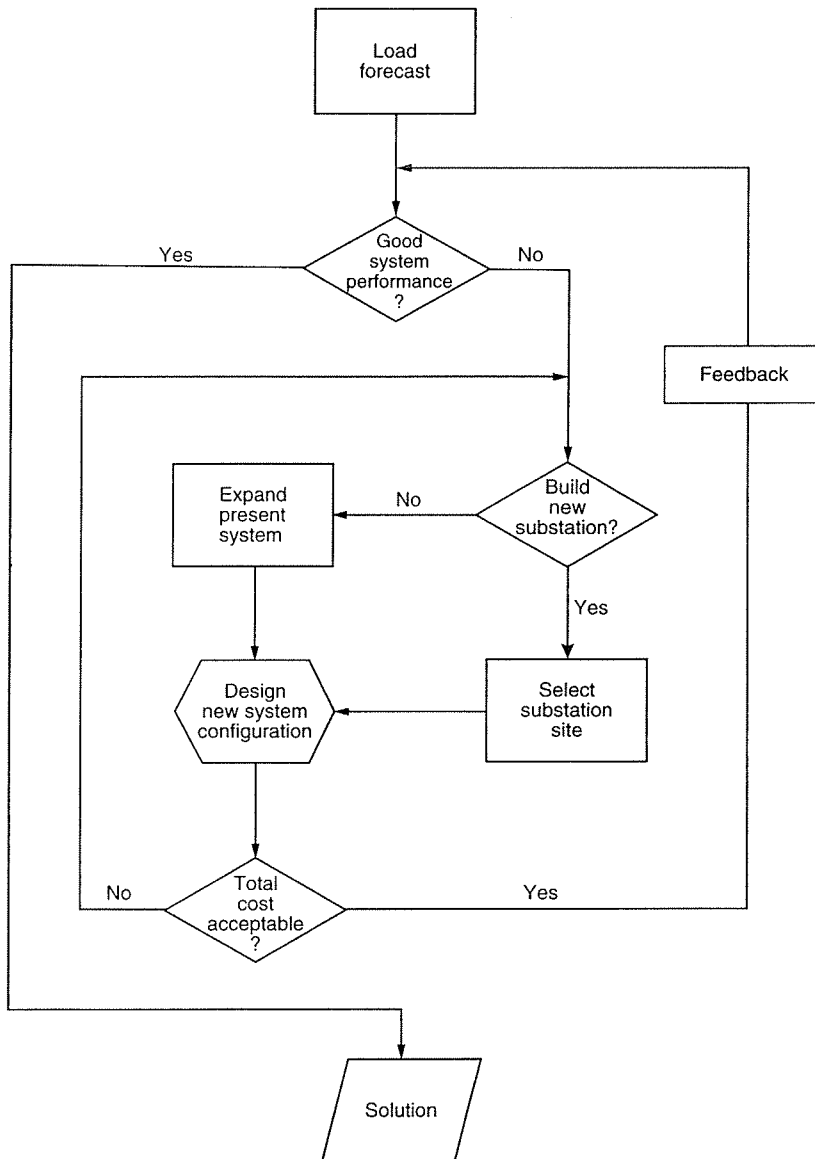 Load
forecast
Yes
Good
system
performance
?
No
Feedback
Expand
present
system
No
Build
new
substation?
Yes
Design
new system
configuration
Select
substation
site
No
Total
cost
acceptable
?
Yes
Solution